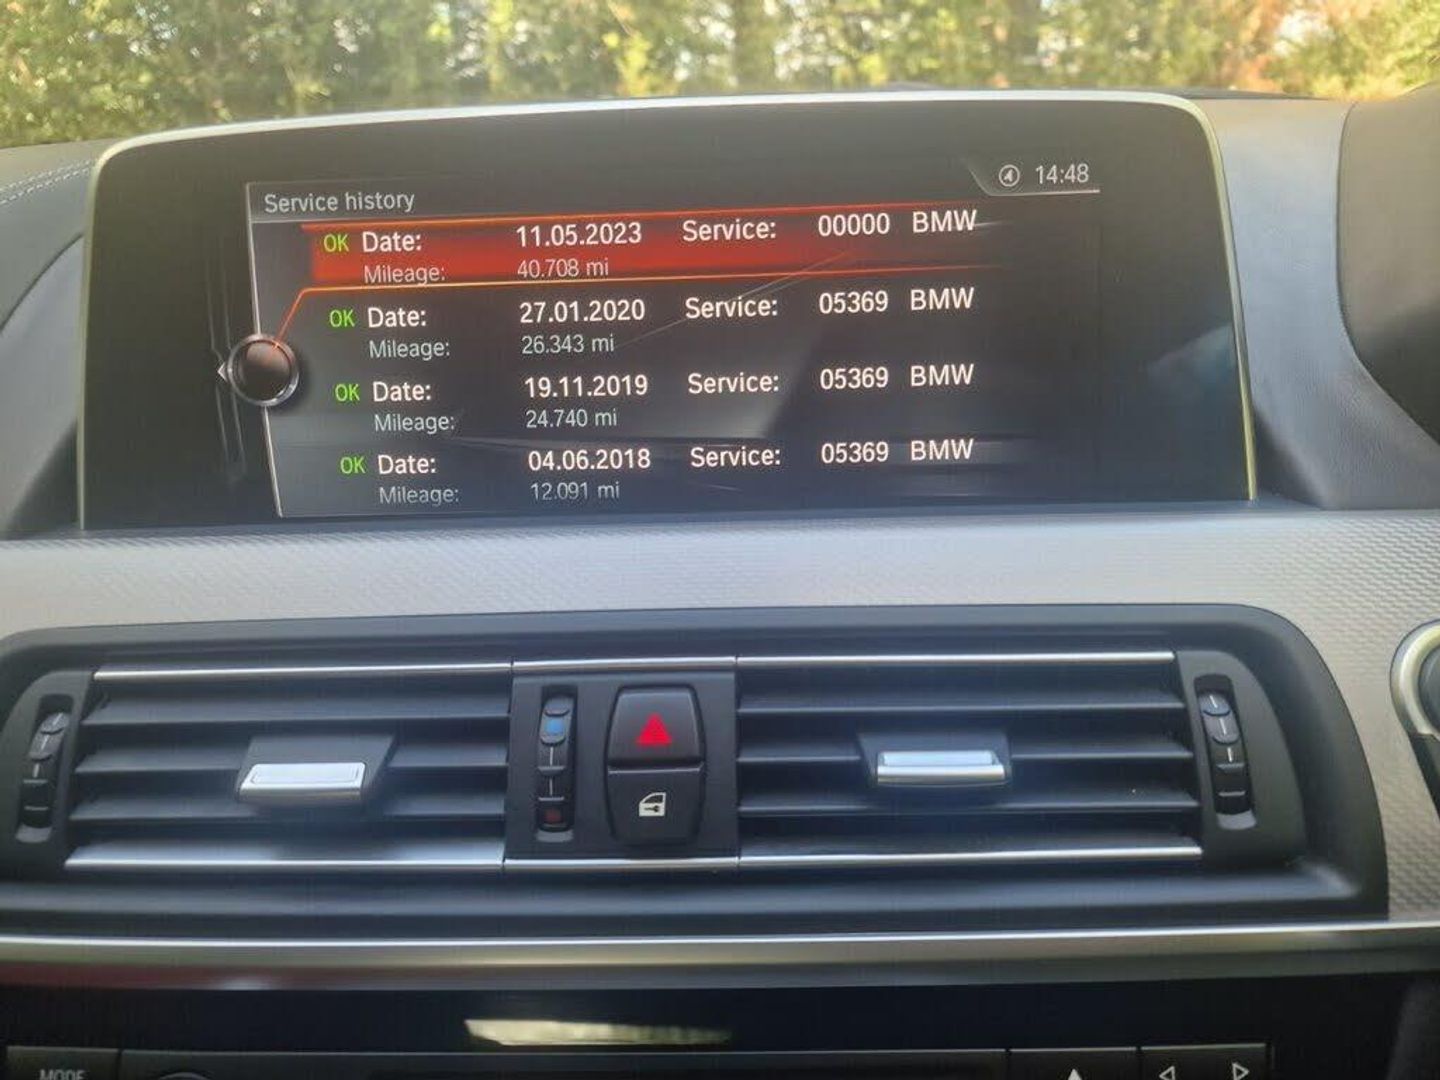 14:48
Service history
OK Date: 11.05.2023 Service: 00000 BMW
Mileage: 40.708 mi
OK Date: 27.01.2020 Service: 05369 BMW
Mileage: 26.343 mi
OK Date: 19.11.2019 Service: 05369 BMW
Mileage: 24.740 mi
OK Date: 04.06.2018 Service: 05369 BMW
Mileage: 12.091 mi
MODE